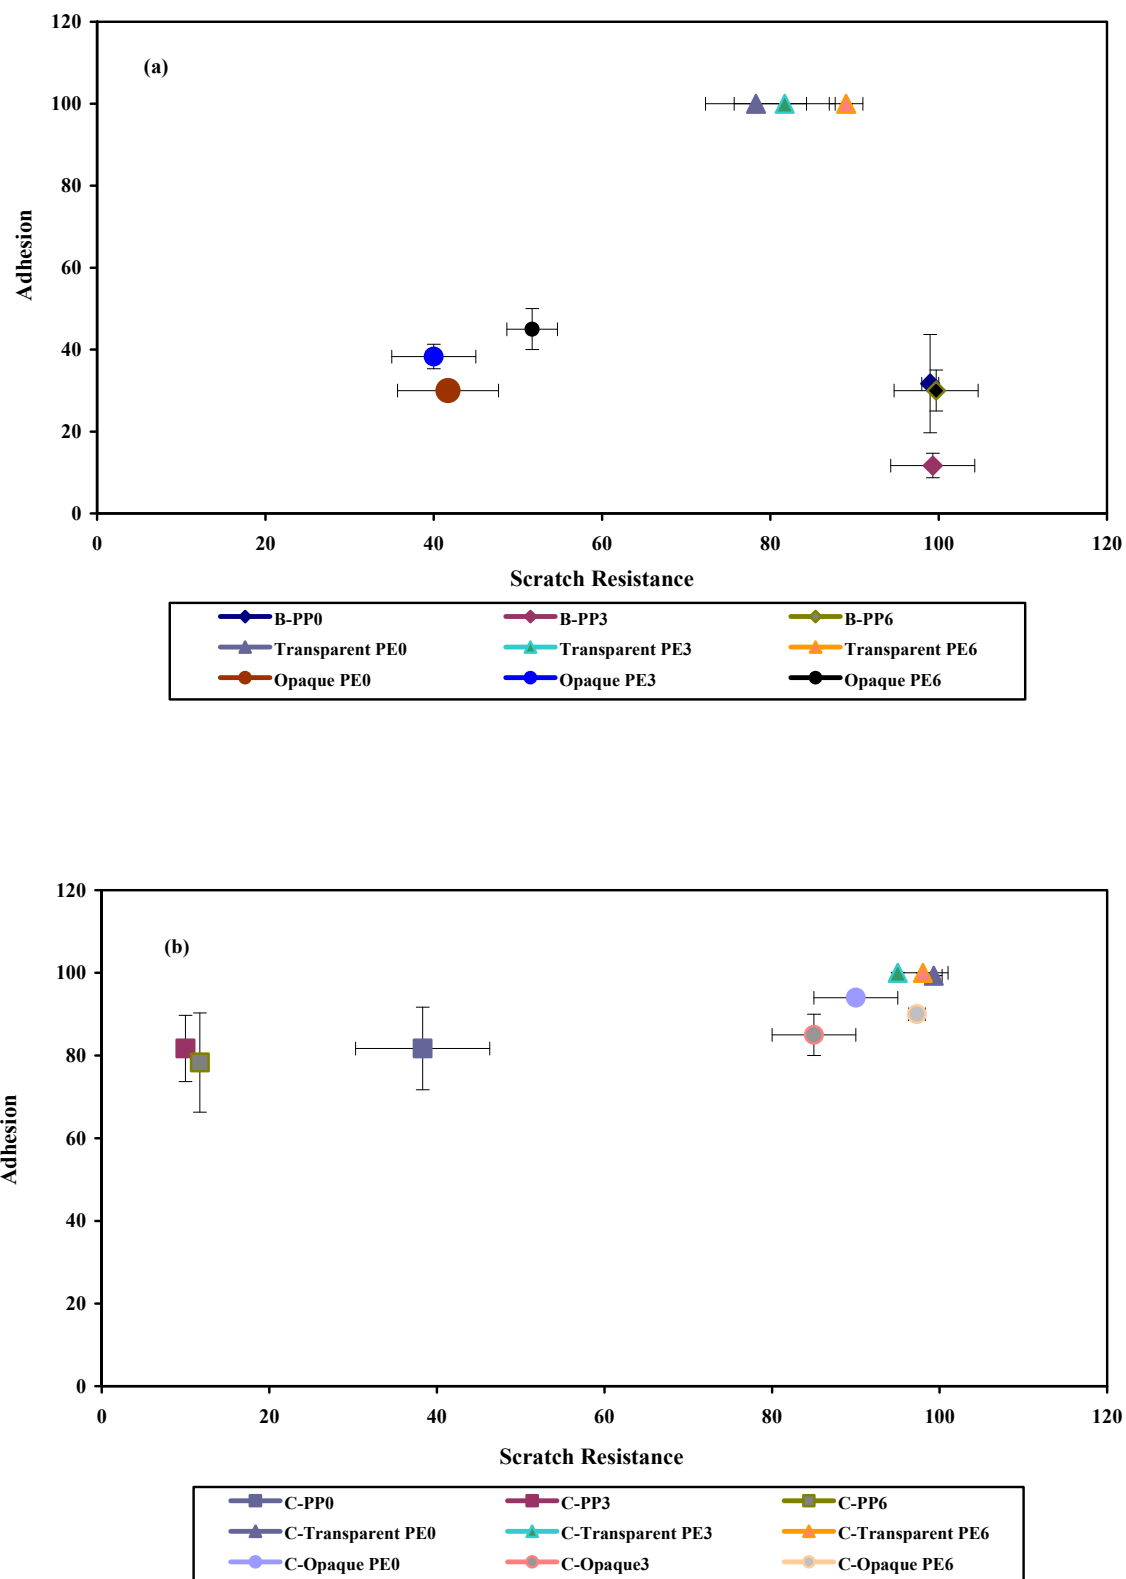 120
(a)
100
80
60
40
20
0
Adhesion
0 20 40 60 80 100 120
Scratch Resistance
B-PP0 B-PP3 B-PP6
Transparent PE0 Transparent PE3 Transparent PE6
Opaque PE0 Opaque PE3 Opaque PE6
120
(b)
100
80
60
40
20
0
Adhesion
0 20 40 60 80 100 120
Scratch Resistance
C-PP0 C-PP3 C-PP6
C-Transparent PE0 C-Transparent PE3 C-Transparent PE6
C-Opaque PE0 C-Opaque3 C-Opaque PE6